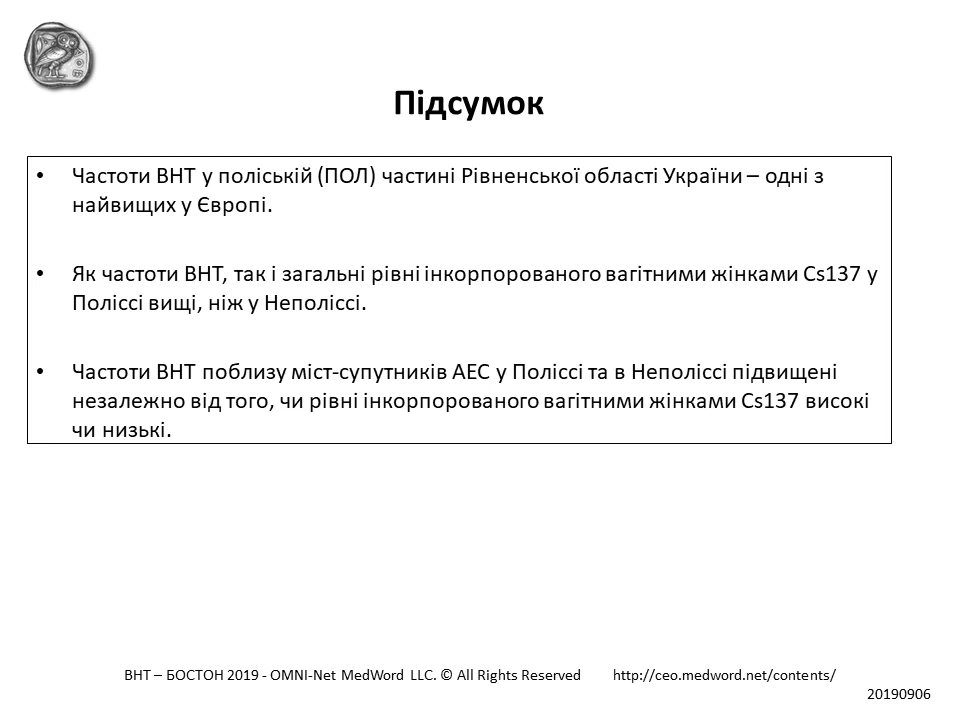 Підсумок
• Частоти ВНТ у поліській (ПОЛ) частині Рівненської області України – одні з
найвищих у Європі.
• Як частоти ВНТ, так і загальні рівні інкорпорованого вагітними жінками Cs137 у
Поліссі вищі, ніж у Неполіссі.
• Частоти ВНТ поблизу міст-супутників АЕС у Поліссі та в Неполіссі підвищені
незалежно від того, чи рівні інкорпорованого вагітними жінками Cs137 високі
чи низькі.
ВНТ – БОСТОН 2019 - OMNI-Net MedWord LLC. © All Rights Reserved http://ceo.medword.net/contents/
20190906